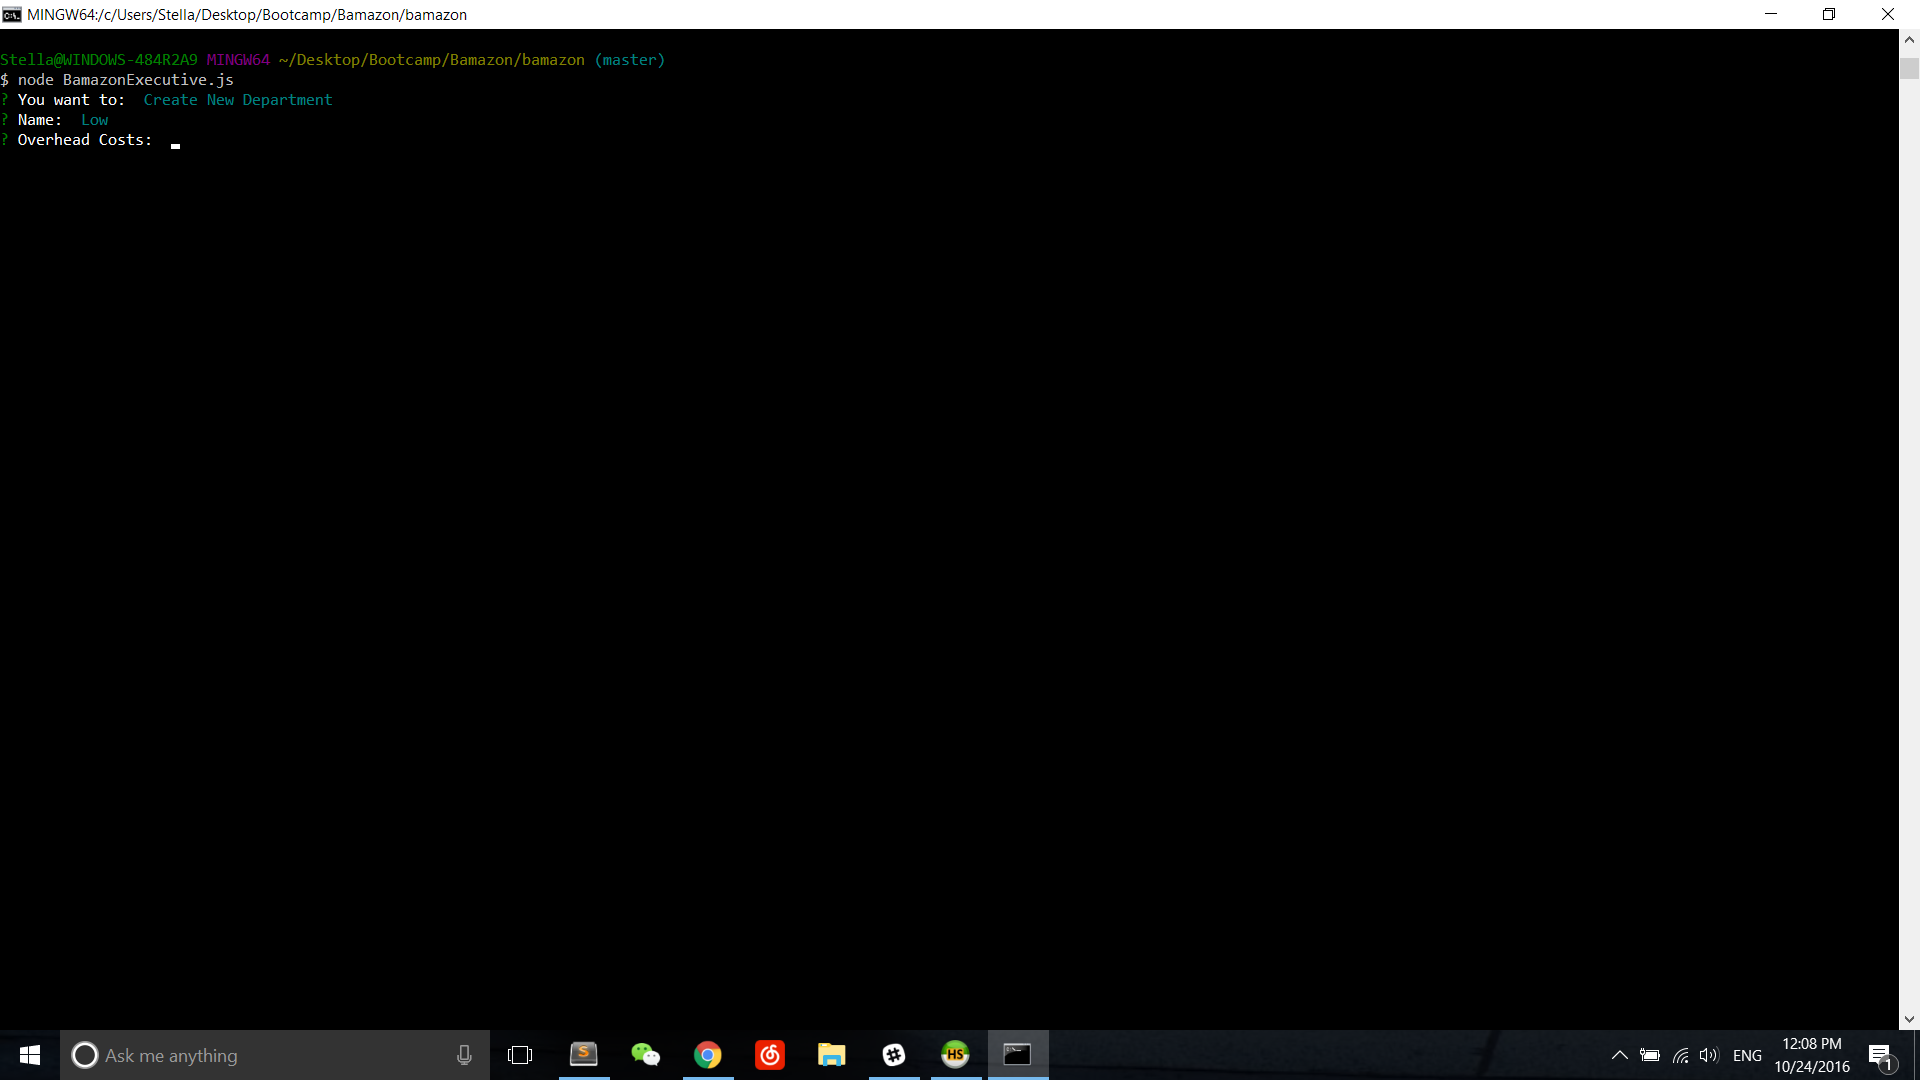 MINGW64:/c/Users/Stella/Desktop/Bootcamp/Bamazon/bamazon
Stella@WINDOWS-484R2A9 MINGW64 ~/Desktop/Bootcamp/Bamazon/bamazon (master)
$ node BamazonExecutive.js
? You want to:  Create New Department
? Name:  Low
? Overhead Costs:
Ask me anything
S
HS
ENG
12:08 PM
10/24/2016
1